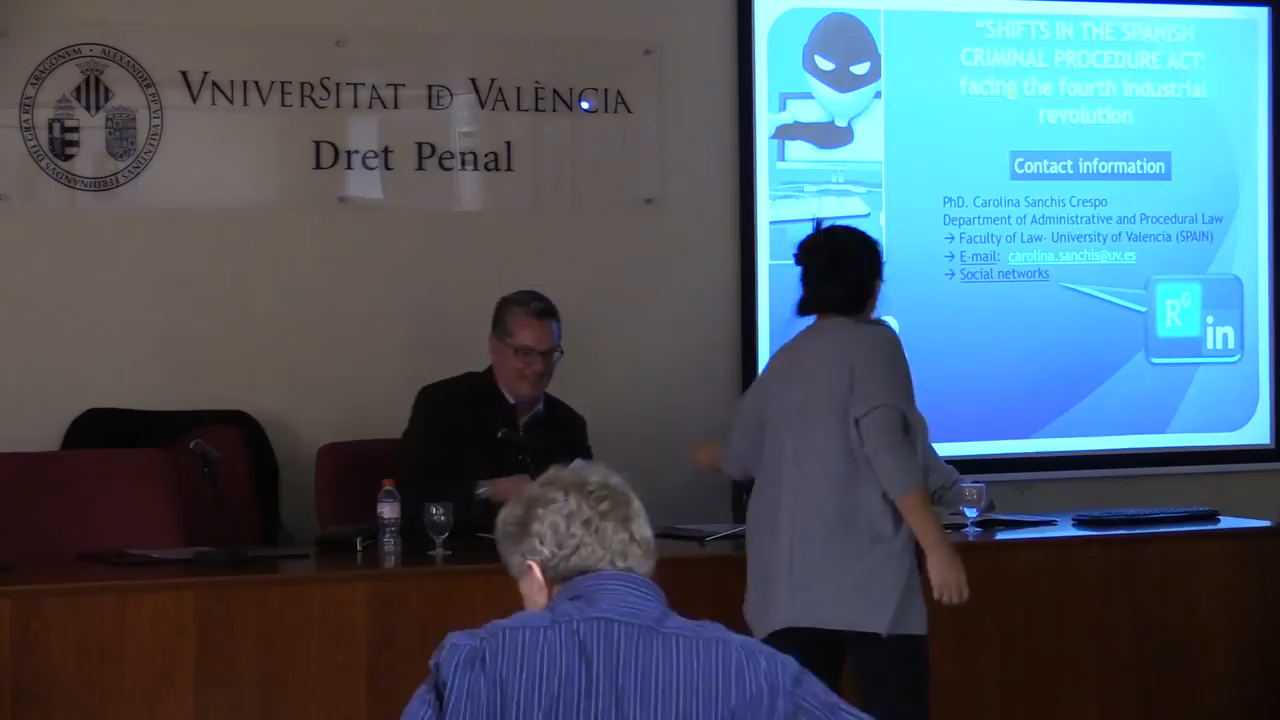 VNIVERSITAT DE VALÈNCIA
Dret Penal
"SHIFTS IN THE SPANISH
CRIMINAL PROCEDURE ACT:
facing the fourth industrial
revolution
Contact information
PhD. Carolina Sanchis Crespo
Department of Administrative and Procedural Law
→ Faculty of Law- University of Valencia (SPAIN)
→ E-mail: carolina.sanchis@uv.es
→ Social networks
RG
in